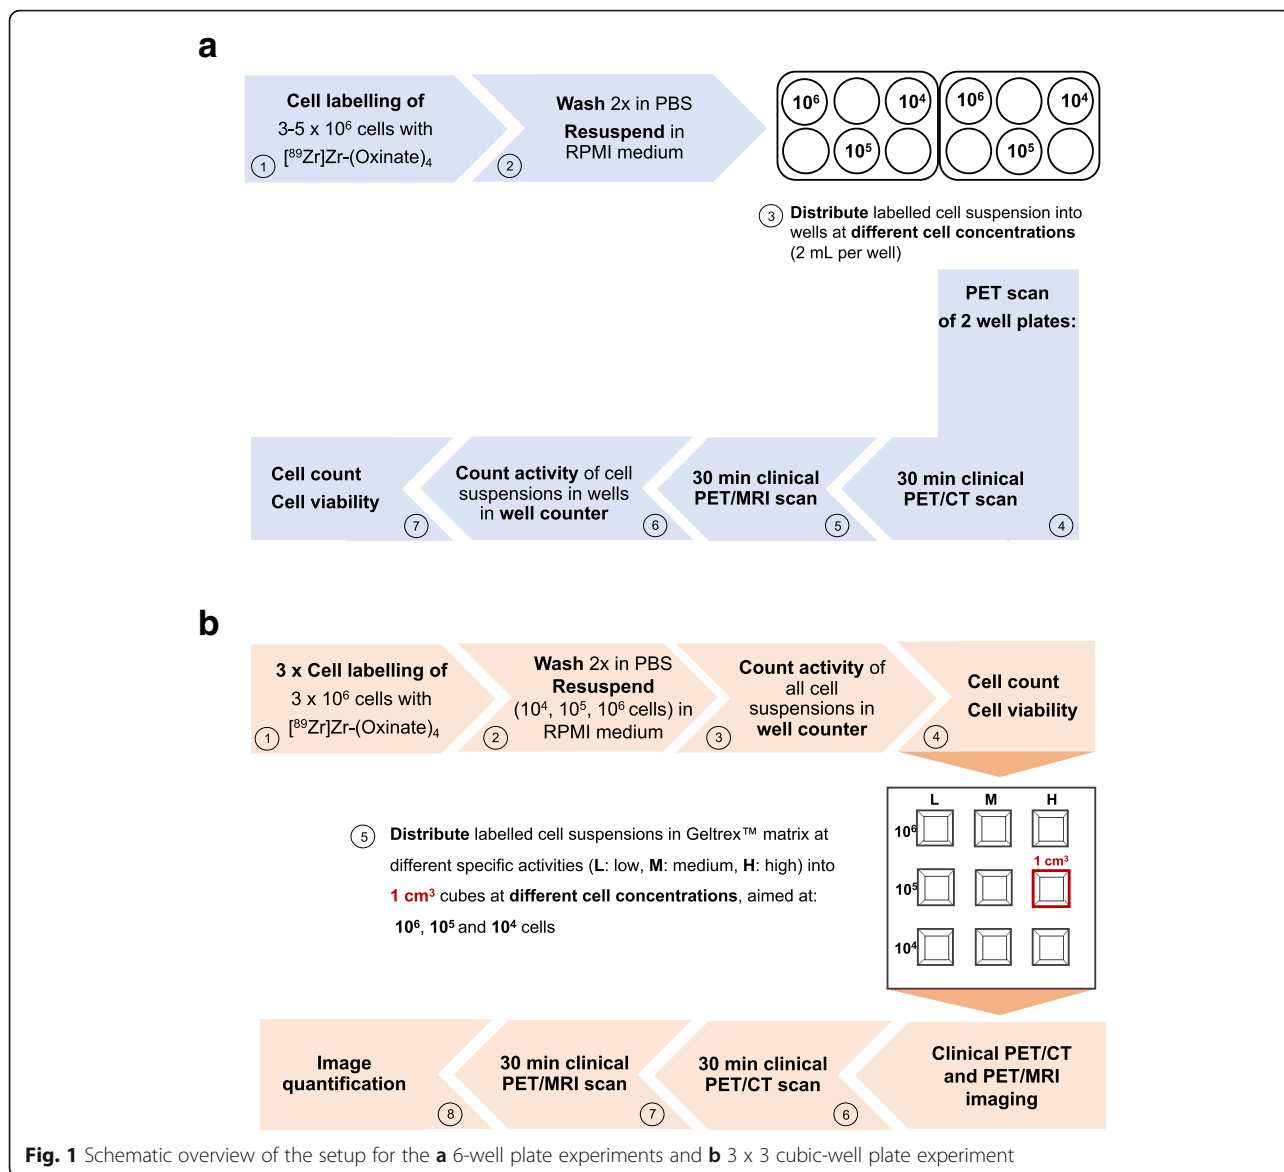 a
Cell labelling of
3-5 x 10⁶ cells with
[⁸⁹Zr]Zr-(Oxinate)₄
1
Wash 2x in PBS
Resuspend in
RPMI medium
2
10⁶ 10⁴ 10⁶ 10⁴
10⁵ 10⁵
3 Distribute labelled cell suspension into
wells at different cell concentrations
(2 mL per well)
PET scan
of 2 well plates:
30 min clinical
PET/CT scan
4
30 min clinical
PET/MRI scan
5
Count activity of cell
suspensions in wells
in well counter
6
Cell count
Cell viability
7
b
3 x Cell labelling of
3 x 10⁶ cells with
[⁸⁹Zr]Zr-(Oxinate)₄
1
Wash 2x in PBS
Resuspend
(10⁴, 10⁵, 10⁶ cells) in
RPMI medium
2
Count activity of
all cell
suspensions in
well counter
3
Cell count
Cell viability
4
5 Distribute labelled cell suspensions in Geltrex™ matrix at
different specific activities (L: low, M: medium, H: high) into
1 cm³ cubes at different cell concentrations, aimed at:
10⁶, 10⁵ and 10⁴ cells
L M H
10⁶
1 cm³
10⁵
10⁴
Clinical PET/CT
and PET/MRI
imaging
30 min clinical
PET/CT scan
6
30 min clinical
PET/MRI scan
7
Image
quantification
8
Fig. 1 Schematic overview of the setup for the a 6-well plate experiments and b 3 x 3 cubic-well plate experiment